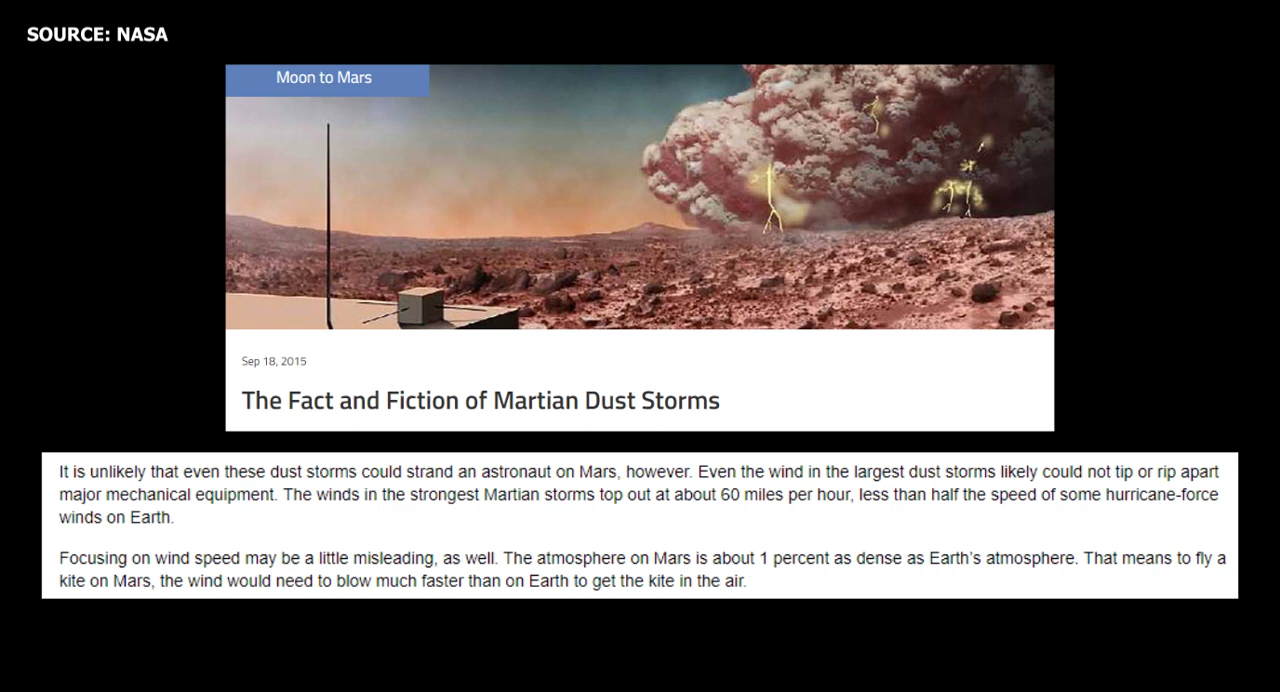 SOURCE: NASA
Moon to Mars
Sep 18, 2015
The Fact and Fiction of Martian Dust Storms
It is unlikely that even these dust storms could strand an astronaut on Mars, however. Even the wind in the largest dust storms likely could not tip or rip apart
major mechanical equipment. The winds in the strongest Martian storms top out at about 60 miles per hour, less than half the speed of some hurricane-force
winds on Earth.
Focusing on wind speed may be a little misleading, as well. The atmosphere on Mars is about 1 percent as dense as Earth’s atmosphere. That means to fly a
kite on Mars, the wind would need to blow much faster than on Earth to get the kite in the air.